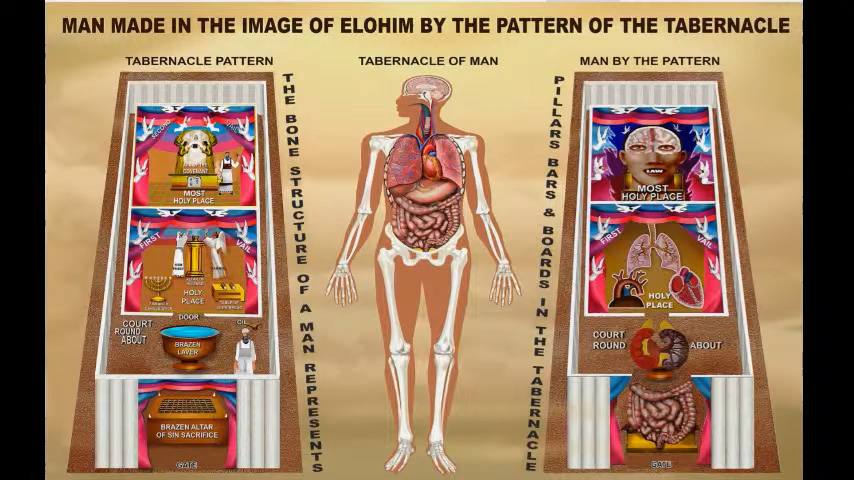 MAN MADE IN THE IMAGE OF ELOHIM BY THE PATTERN OF THE TABERNACLE
TABERNACLE PATTERN
TABERNACLE OF MAN
MAN BY THE PATTERN
SECOND
VAIL
COVENANT
MOST
HOLY PLACE
FIRST
VAIL
HOLY
PLACE
DOOR
COURT
ROUND
ABOUT
BRAZEN
LAVER
BRAZEN ALTAR
OF SIN SACRIFICE
GATE
THE BONE STRUCTURE OF A MAN REPRESENTS
PILLARS BARS & BOARDS IN THE TABERNACLE
LAW
MOST
HOLY PLACE
FIRST
VAIL
HOLY
PLACE
COURT
ROUND
ABOUT
GATE